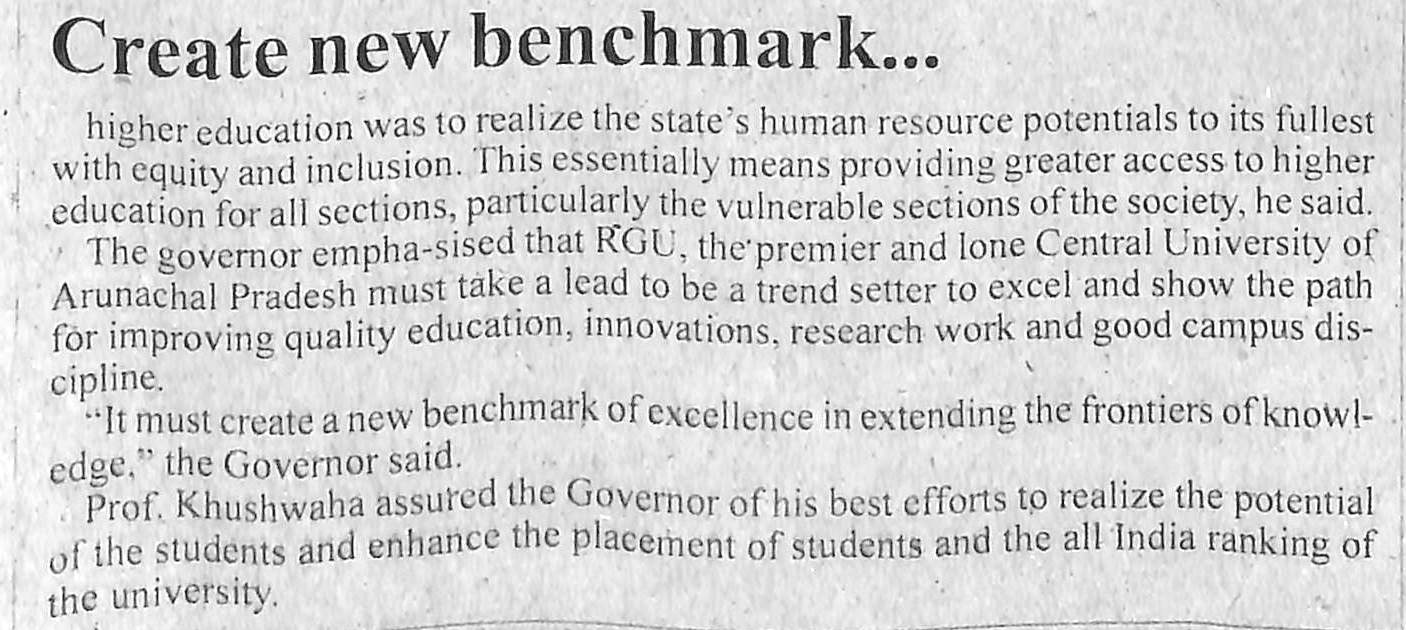 Create new benchmark...
higher education was to realize the state's human resource potentials to its fullest
with equity and inclusion. This essentially means providing greater access to higher
education for all sections, particularly the vulnerable sections of the society, he said.
The governor empha-sised that RGU, the premier and lone Central University of
Arunachal Pradesh must take a lead to be a trend setter to excel and show the path
for improving quality education, innovations, research work and good campus dis-
cipline.
“It must create a new benchmark of excellence in extending the frontiers of knowl-
edge,” the Governor said.
Prof. Khushwaha assured the Governor of his best efforts to realize the potential
of the students and enhance the placement of students and the all India ranking of
the university.